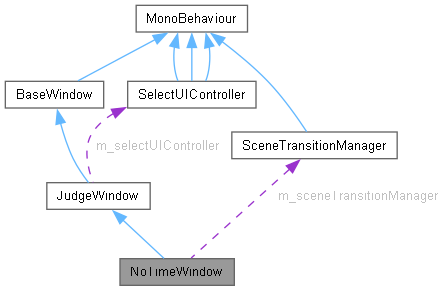 MonoBehaviour
BaseWindow
SelectUIController
m_selectUIController
SceneTransitionManager
JudgeWindow
m_sceneTransitionManager
NoTimeWindow